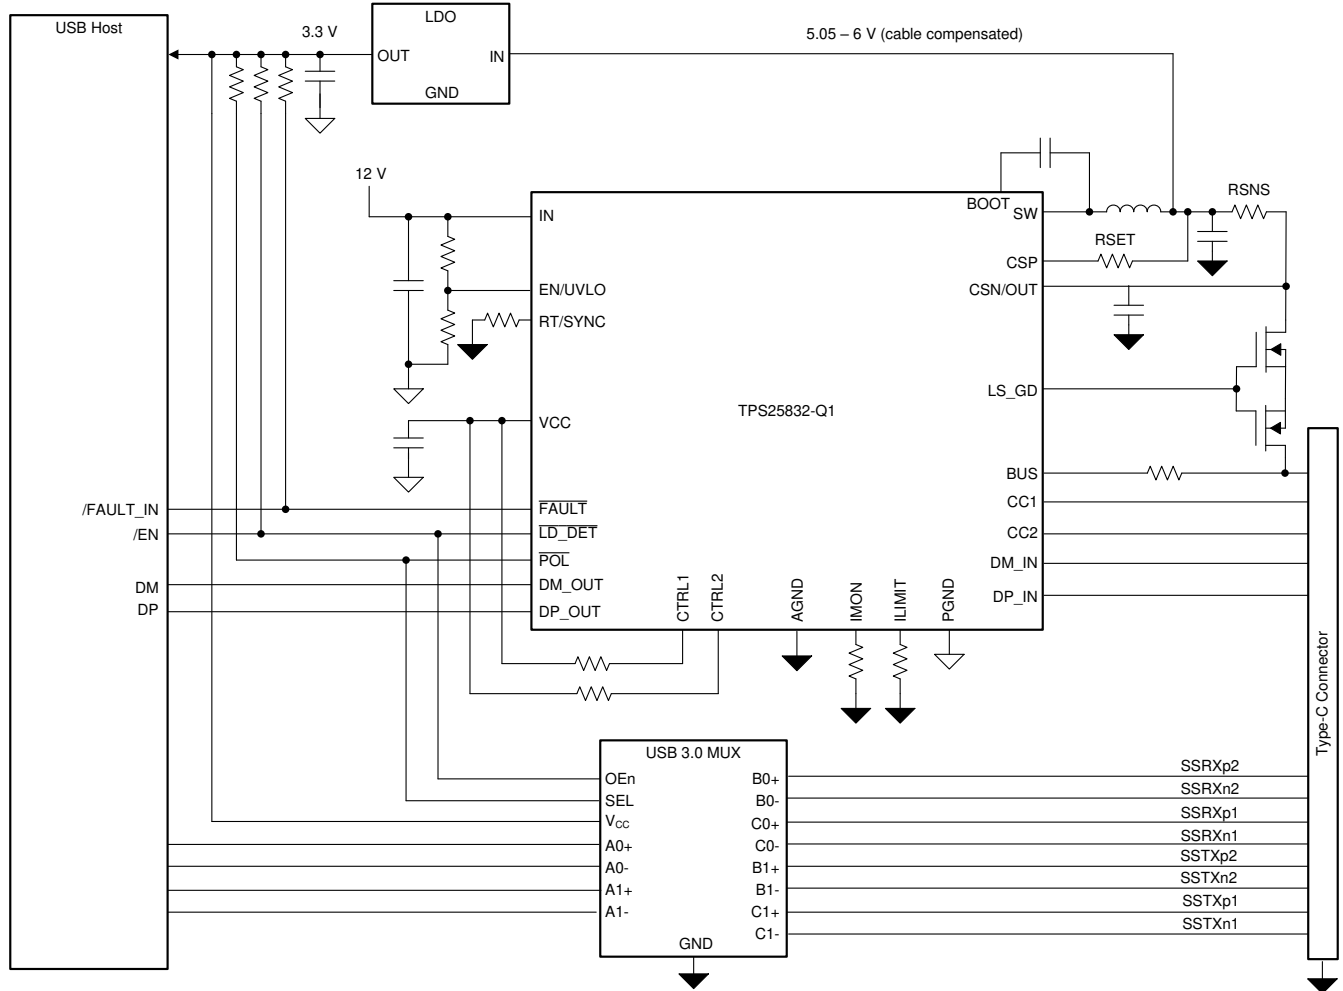 USB Host
3.3 V
LDO
OUT
IN
GND
5.05 – 6 V (cable compensated)
12 V
BOOT
SW
RSNS
IN
RSET
CSP
EN/UVLO
CSN/OUT
RT/SYNC
LS_GD
TPS25832-Q1
VCC
BUS
CC1
/FAULT_IN
FAULT
/EN
LD_DET
CC2
POL
DM_IN
DM
DM_OUT
DP
DP_OUT
DP_IN
CTRL1
CTRL2
AGND
IMON
ILIMIT
PGND
Type-C Connector
USB 3.0 MUX
OEn
SEL
VCC
A0+
A0-
A1+
A1-
B0+
B0-
C0+
C0-
B1+
B1-
C1+
C1-
GND
SSRXp2
SSRXn2
SSRXp1
SSRXn1
SSTXp2
SSTXn2
SSTXp1
SSTXn1